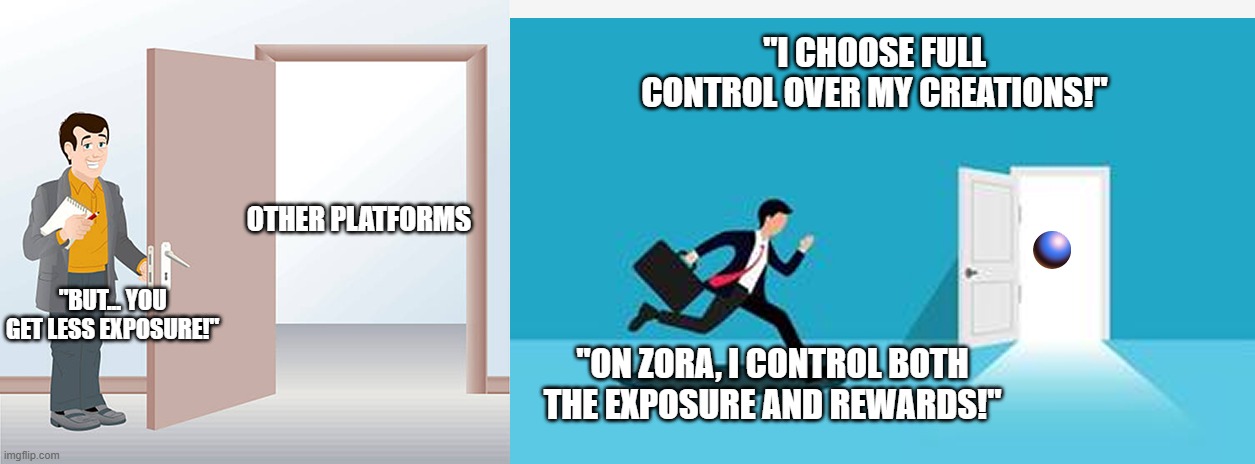 OTHER PLATFORMS
"BUT... YOU
GET LESS EXPOSURE!"
"I CHOOSE FULL
CONTROL OVER MY CREATIONS!"
"ON ZORA, I CONTROL BOTH
THE EXPOSURE AND REWARDS!"
imgflip.com